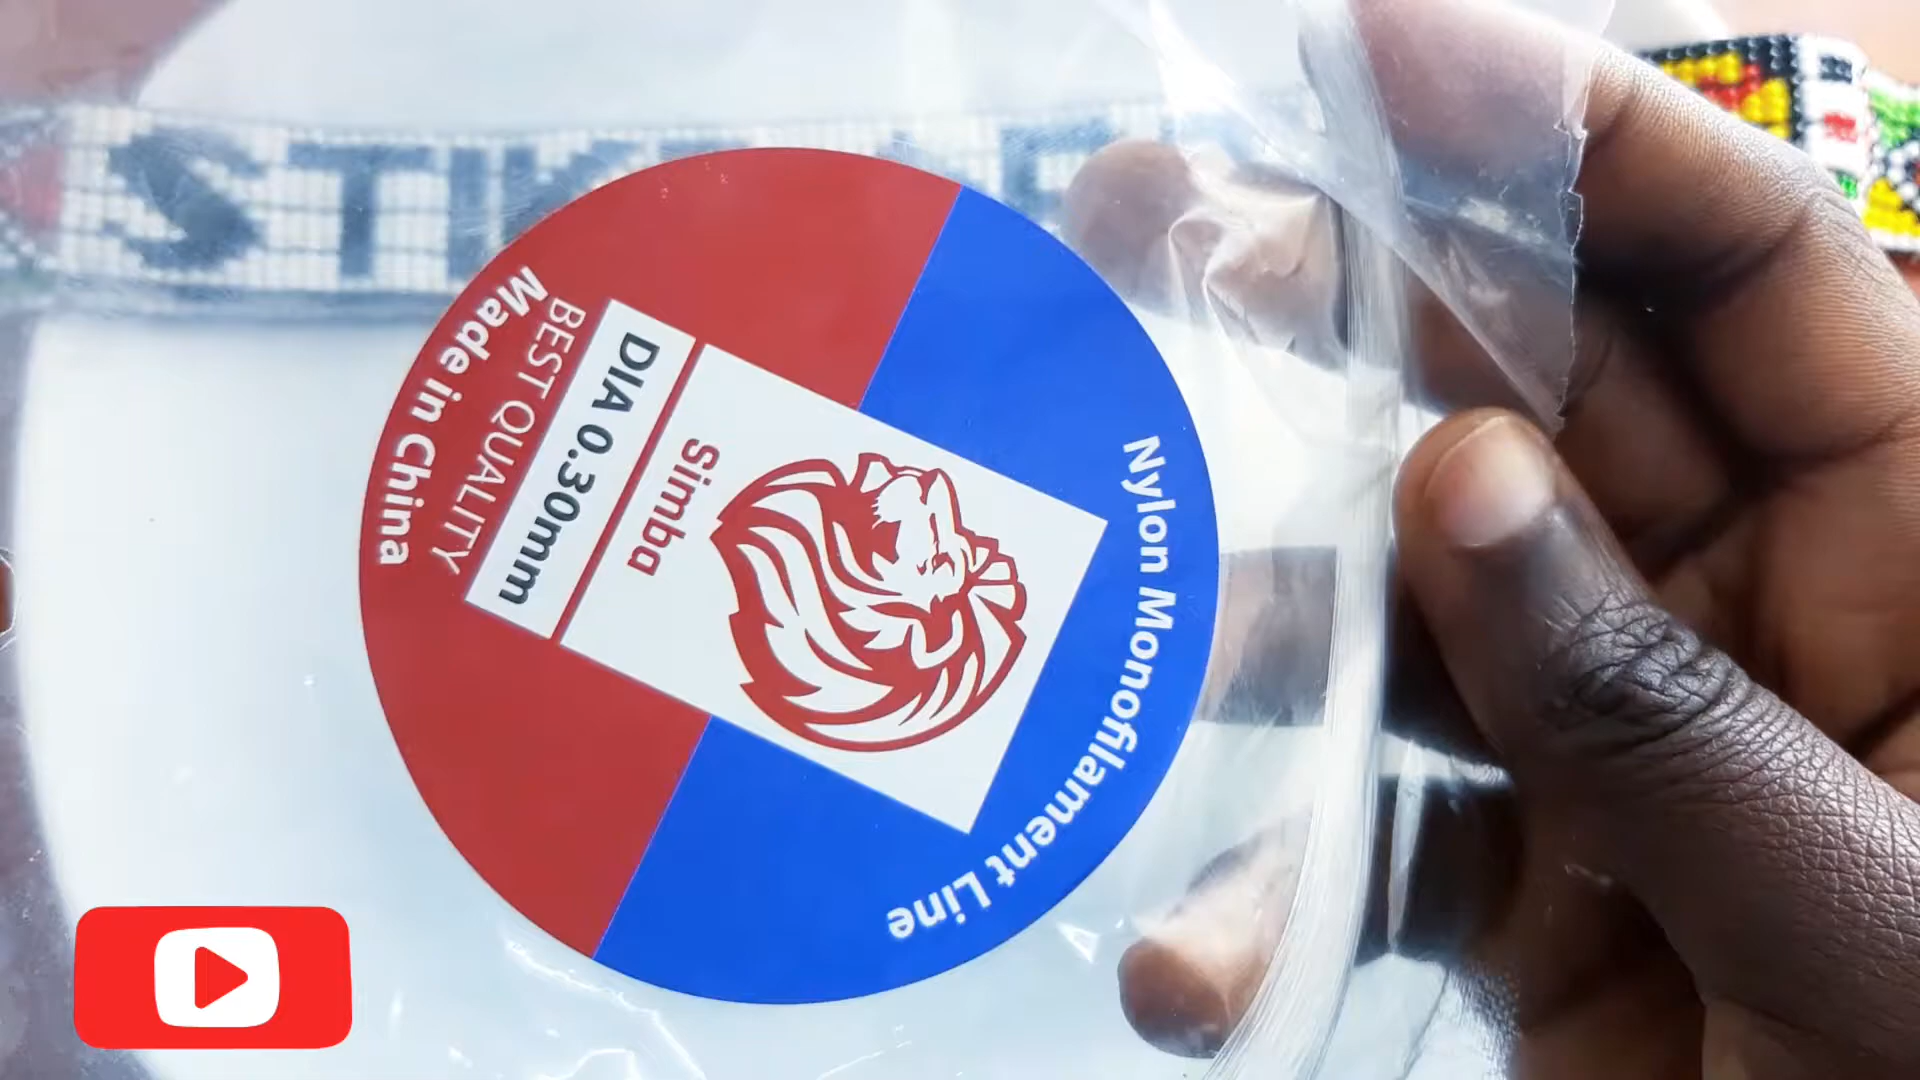 Nylon Monofilament Line
Simba
DIA 0.30mm
BEST QUALITY
Made in China